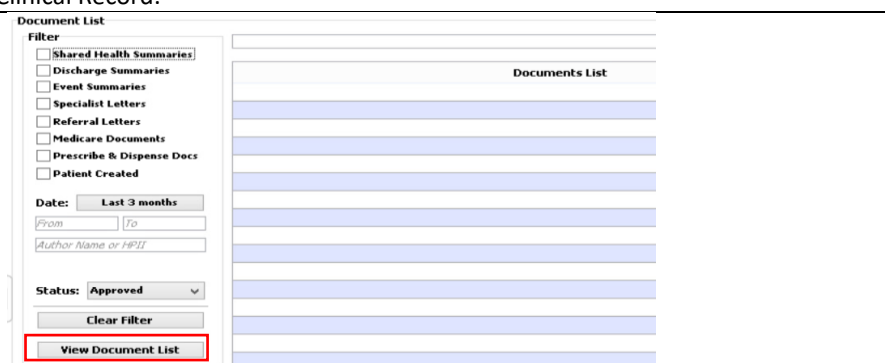 Clinical Record.
Document List
Filter
Shared Health Summaries
Discharge Summaries
Event Summaries
Specialist Letters
Referral Letters
Medicare Documents
Prescribe & Dispense Docs
Patient Created
Date: Last 3 months
From To
Author Name or HPII
Status: Approved
Clear Filter
View Document List
Documents List